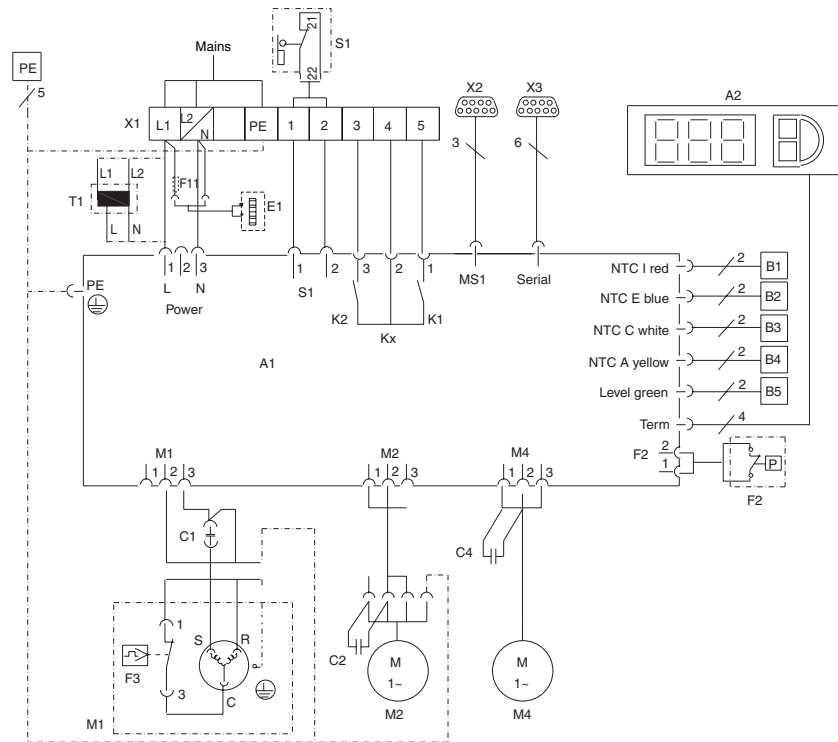 21
S1
22
Mains
PE
5
X2
X3
A2
X1
L1
L2
N
PE
1
2
3
4
5
3
6
L1
L2
F11
T1
E1
L
N
1
2
3
1
2
3
2
1
MS1
Serial
PE
L
N
S1
Power
K2
K1
Kx
A1
NTC I red
2
B1
NTC E blue
2
B2
NTC C white
2
B3
NTC A yellow
2
B4
Level green
2
B5
Term
4
F2
2
1
P
F2
M1
1
2
3
M2
1
2
3
M4
1
2
3
C1
C4
1
S
R
F3
C
3
M1
C2
M
1~
M2
M
1~
M4